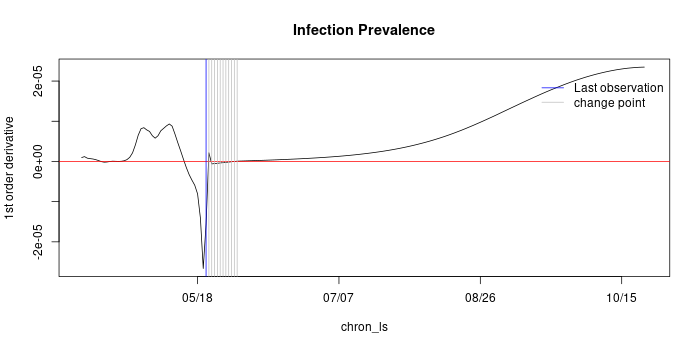 Infection Prevalence
1st order derivative
2e-05
0e+00
-2e-05
Last observation
change point
05/18
07/07
08/26
10/15
chron_ls